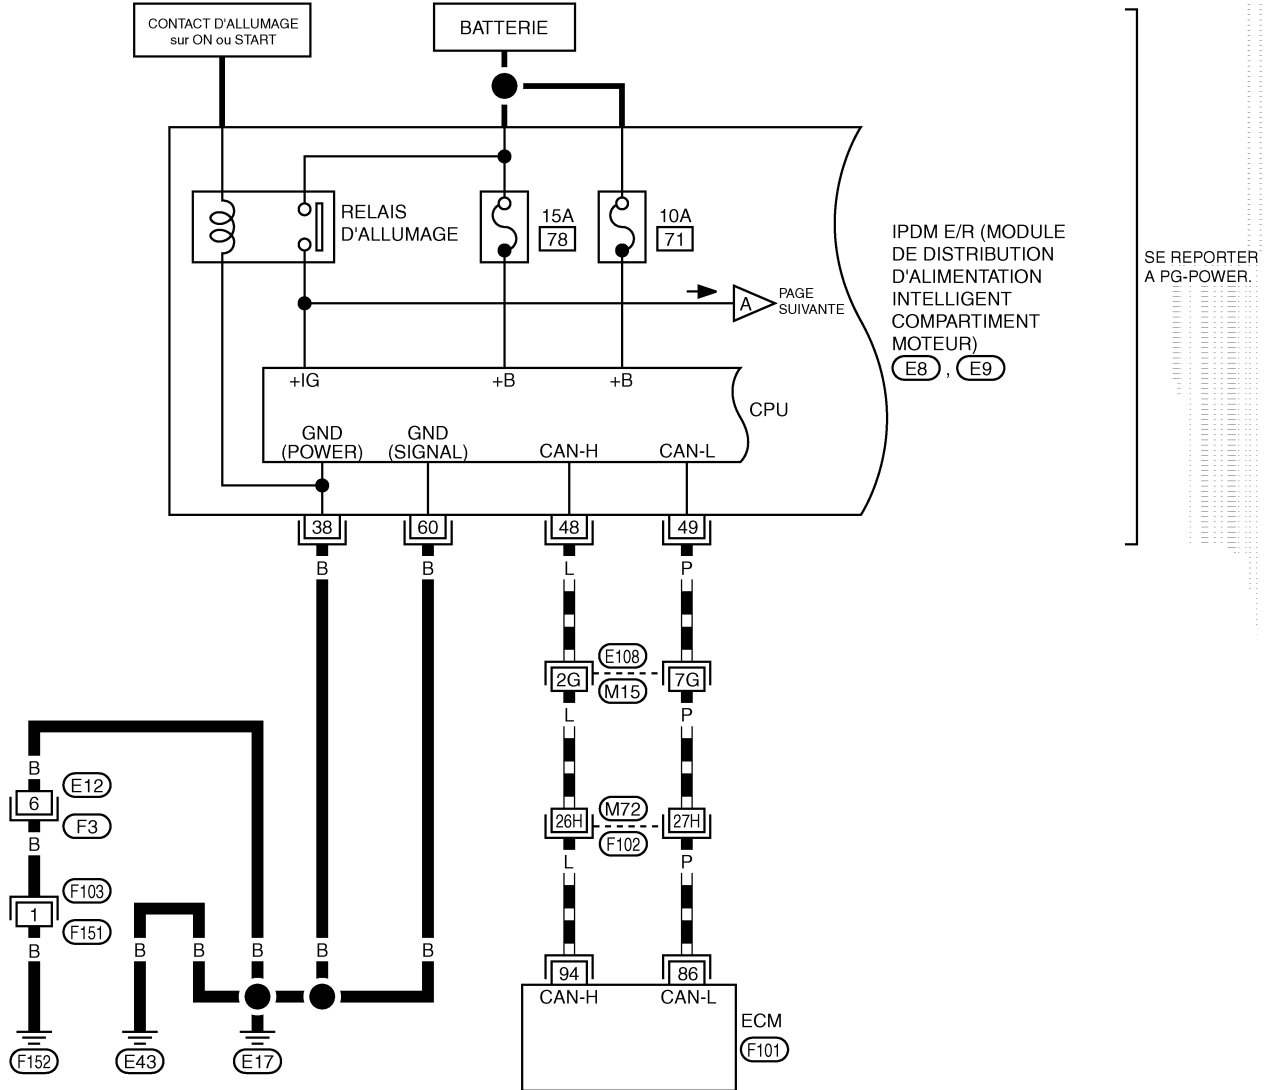 CONTACT D'ALLUMAGE
sur ON ou START
BATTERIE
RELAIS
D'ALLUMAGE
15A
78
10A
71
A
PAGE
SUIVANTE
IPDM E/R (MODULE
DE DISTRIBUTION
D'ALIMENTATION
INTELLIGENT
COMPARTIMENT
MOTEUR)
E8 , E9
SE REPORTER
A PG-POWER.
+IG
+B
+B
CPU
GND
(POWER)
GND
(SIGNAL)
CAN-H
CAN-L
38
60
48
49
B
B
L
P
2G
E108
M15
7G
L
P
B
6
E12
F3
B
26H
M72
F102
27H
L
P
F103
1
F151
B
B
B
B
B
B
94
86
CAN-H
CAN-L
ECM
F101
F152
E43
E17